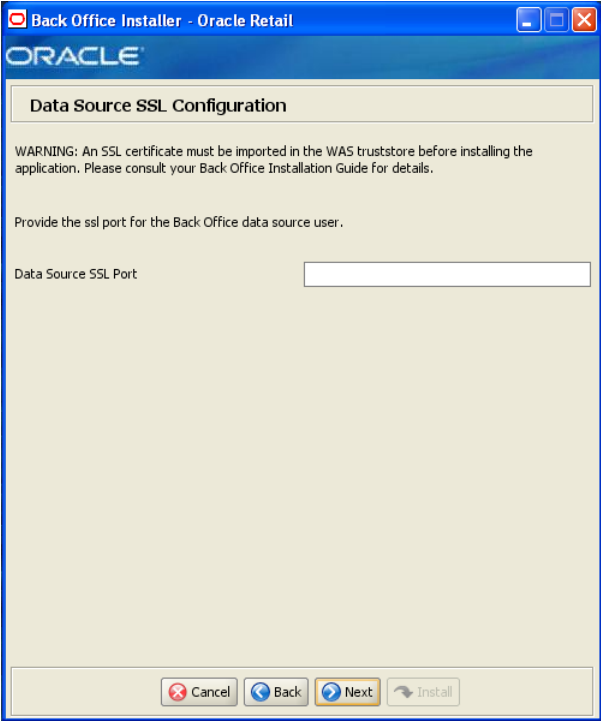 Back Office Installer - Oracle Retail
ORACLE
Data Source SSL Configuration
WARNING: An SSL certificate must be imported in the WAS truststore before installing the
application. Please consult your Back Office Installation Guide for details.
Provide the ssl port for the Back Office data source user.
Data Source SSL Port
Cancel Back Next Install